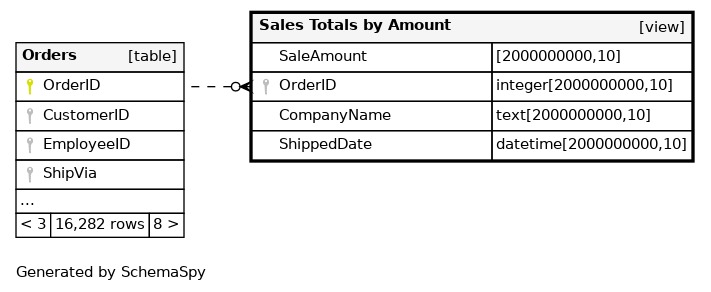 Sales Totals by Amount [view]
SaleAmount [2000000000,10]
OrderID integer[2000000000,10]
CompanyName text[2000000000,10]
ShippedDate datetime[2000000000,10]
Orders [table]
OrderID
CustomerID
EmployeeID
ShipVia
...
< 3 16,282 rows 8 >
Generated by SchemaSpy